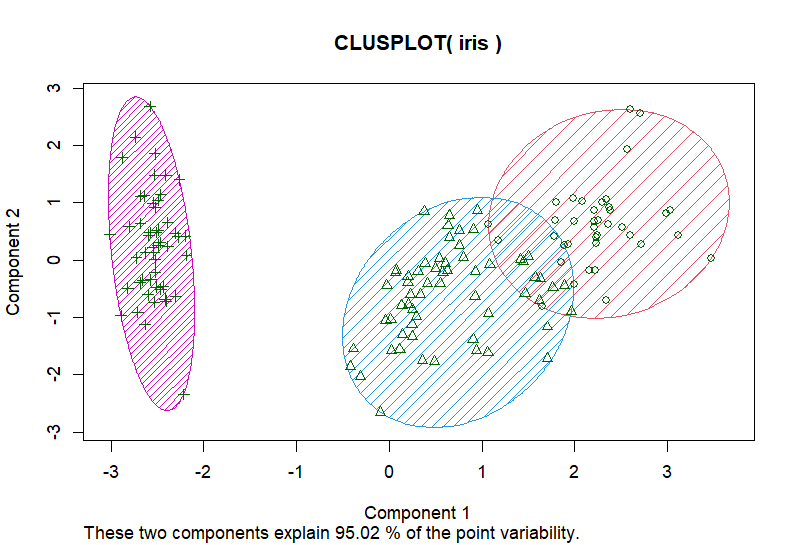 CLUSPLOT( iris )
3
2
1
0
-1
-2
-3
Component 2
-3 -2 -1 0 1 2 3
Component 1
These two components explain 95.02 % of the point variability.